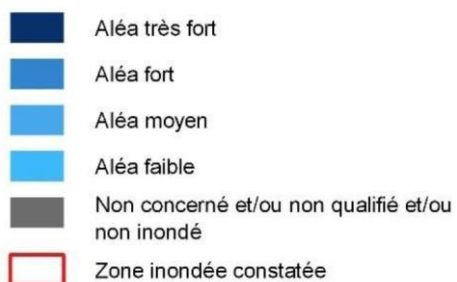 Aléa très fort
Aléa fort
Aléa moyen
Aléa faible
Non concerné et/ou non qualifié et/ou
non inondé
Zone inondée constatée